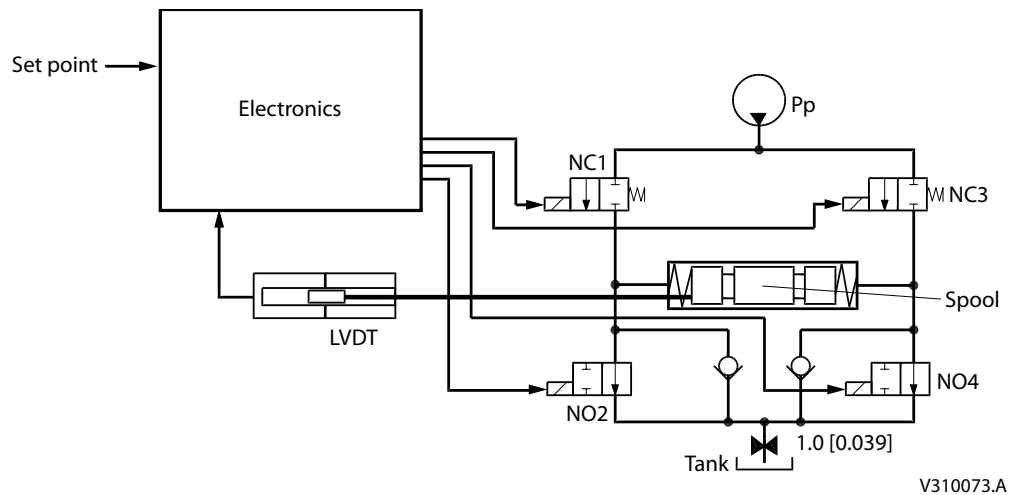 Set point
Electronics
Pp
NC1
NC3
Spool
LVDT
NO2
NO4
1.0 [0.039]
Tank
V310073.A